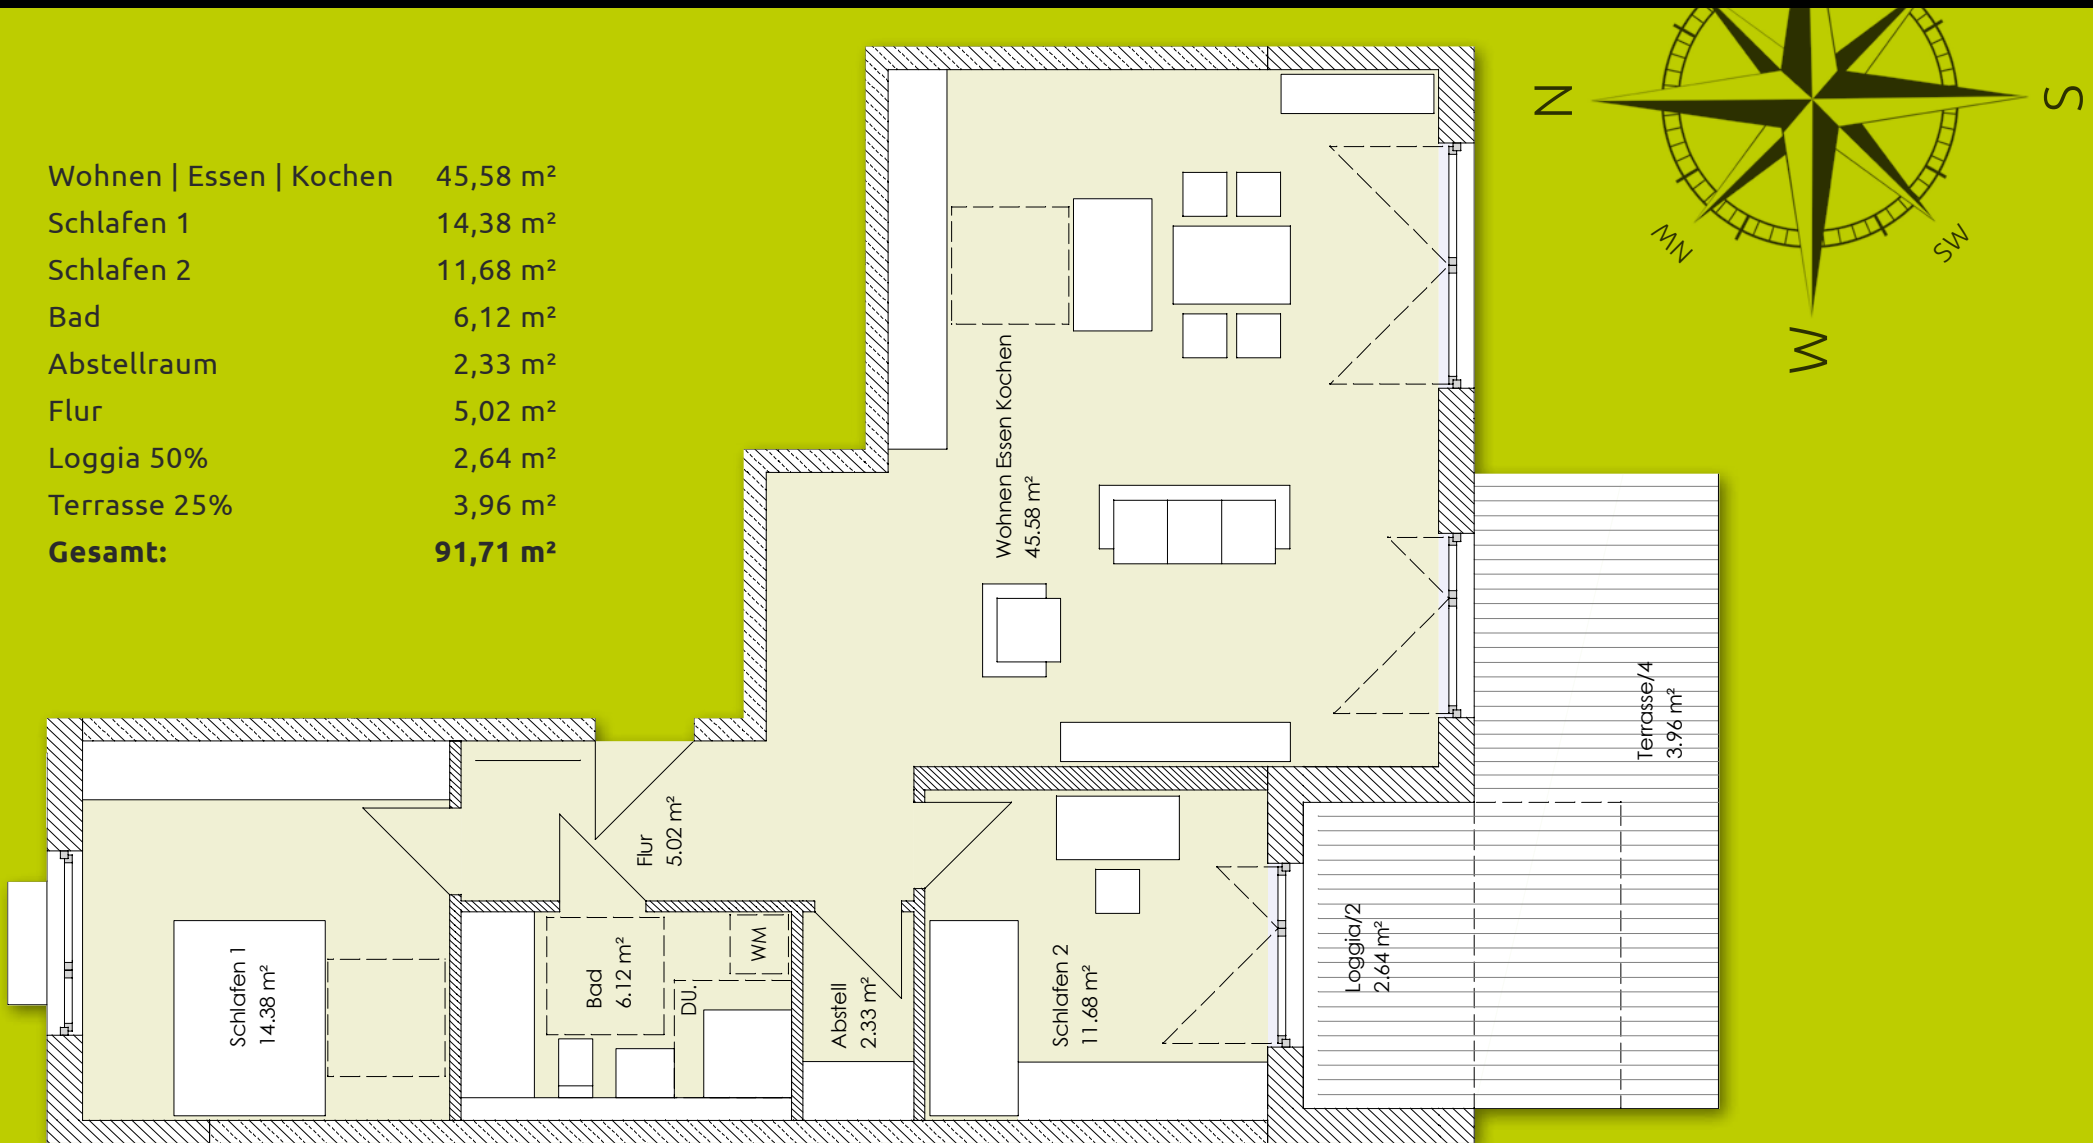 Wohnen | Essen | Kochen 45,58 m²
Schlafen 1 14,38 m²
Schlafen 2 11,68 m²
Bad 6,12 m²
Abstellraum 2,33 m²
Flur 5,02 m²
Loggia 50% 2,64 m²
Terrasse 25% 3,96 m²
Gesamt: 91,71 m²
N
S
NW
SW
W
Wohnen Essen Kochen
45.58 m²
Terrasse/4
3.96 m²
Flur
5.02 m²
Loggia/2
2.64 m²
Schlafen 1
14.38 m²
Bad
6.12 m²
DU.
WM
Abstell
2.33 m²
Schlafen 2
11.68 m²